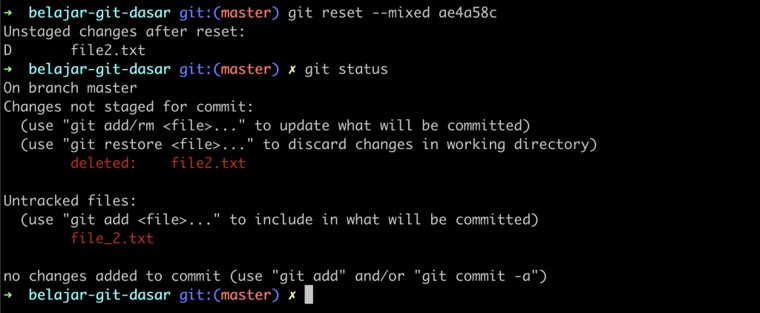 ➜  belajar-git-dasar git:(master) git reset --mixed ae4a58c
Unstaged changes after reset:
D       file2.txt
➜  belajar-git-dasar git:(master) ✗ git status
On branch master
Changes not staged for commit:
  (use "git add/rm <file>..." to update what will be committed)
  (use "git restore <file>..." to discard changes in working directory)
        deleted:    file2.txt

Untracked files:
  (use "git add <file>..." to include in what will be committed)
        file_2.txt

no changes added to commit (use "git add" and/or "git commit -a")
➜  belajar-git-dasar git:(master) ✗